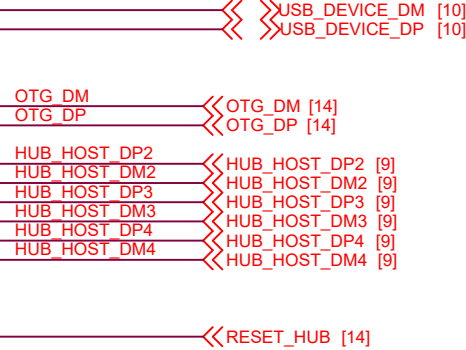 USB_DEVICE_DM [10]
USB_DEVICE_DP [10]
OTG_DM OTG_DM [14]
OTG_DP OTG_DP [14]
HUB_HOST_DP2 HUB_HOST_DP2 [9]
HUB_HOST_DM2 HUB_HOST_DM2 [9]
HUB_HOST_DP3 HUB_HOST_DP3 [9]
HUB_HOST_DM3 HUB_HOST_DM3 [9]
HUB_HOST_DP4 HUB_HOST_DP4 [9]
HUB_HOST_DM4 HUB_HOST_DM4 [9]
RESET_HUB [14]